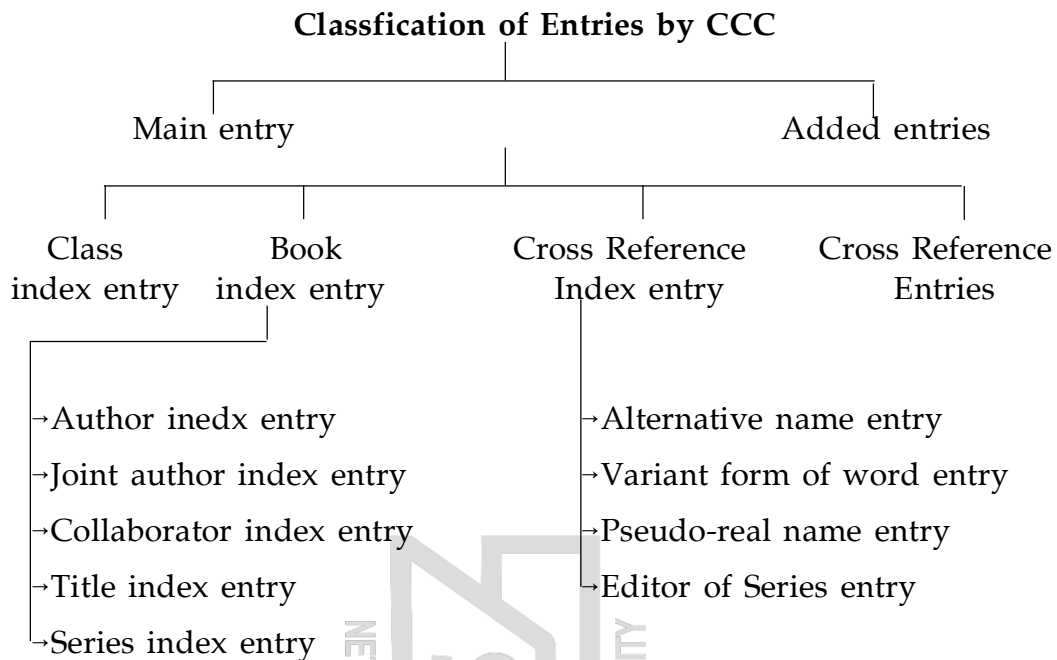 Classfication of Entries by CCC
Main entry
Added entries
Class
index entry
Book
index entry
Cross Reference
Index entry
Cross Reference
Entries
→Author inedx entry
→Joint author index entry
→Collaborator index entry
→Title index entry
→Series index entry
→Alternative name entry
→Variant form of word entry
→Pseudo-real name entry
→Editor of Series entry